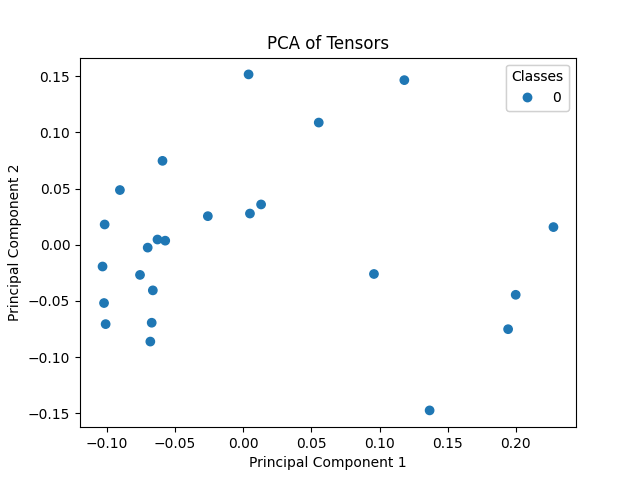 PCA of Tensors
Classes
0
Principal Component 2
0.15
0.10
0.05
0.00
−0.05
−0.10
−0.15
−0.10 −0.05 0.00 0.05 0.10 0.15 0.20
Principal Component 1